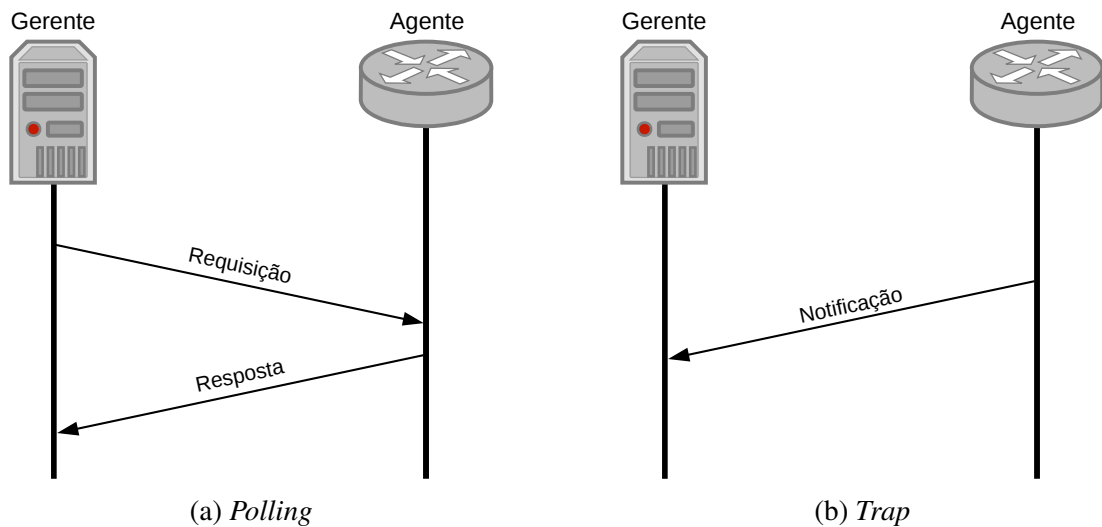 Gerente
Agente
Requisição
Resposta
(a) Polling
Gerente
Agente
Notificação
(b) Trap